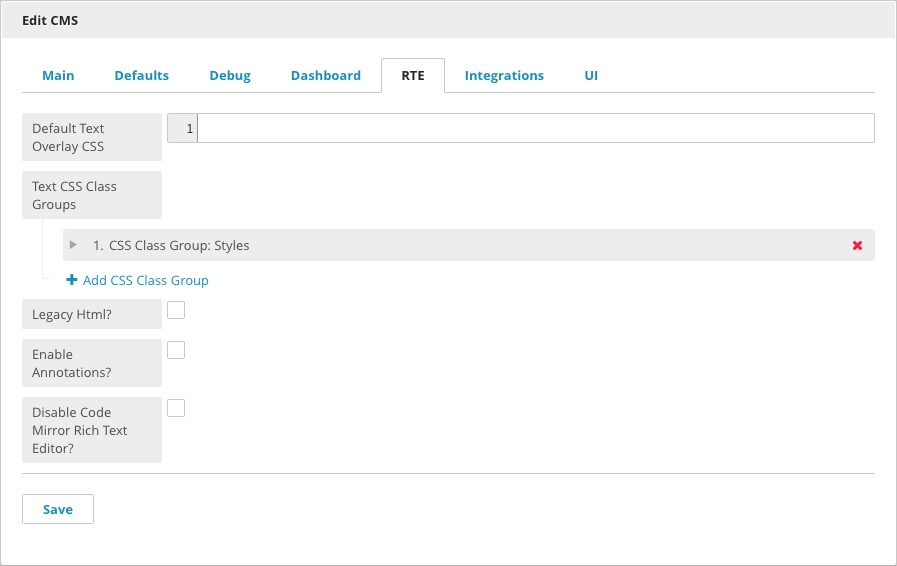 Edit CMS
Main Defaults Debug Dashboard RTE Integrations UI
Default Text
Overlay CSS
1
Text CSS Class
Groups
1. CSS Class Group: Styles
Add CSS Class Group
Legacy Html?
Enable
Annotations?
Disable Code
Mirror Rich Text
Editor?
Save